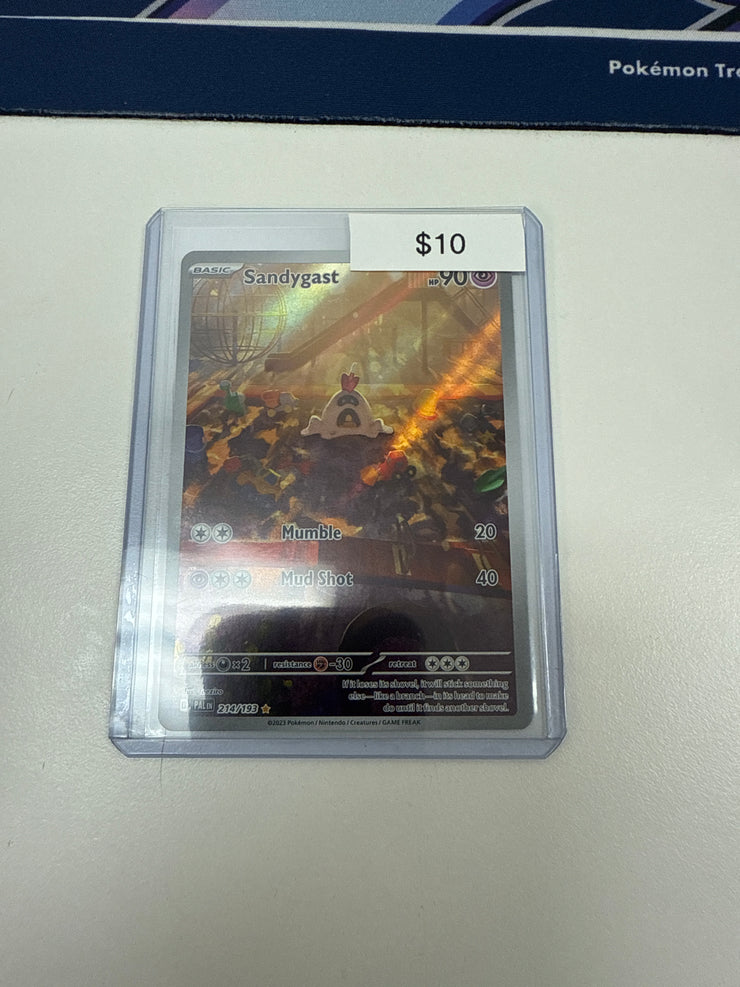 Pokémon Tr
$10
BASIC Sandygast HP 90
Mumble 20
Mud Shot 40
x2 resistance -30 retreat
If it loses its shovel, it will stick something
else—like a branch—in its head to make
do until it finds another shovel.
PAL EN 214/193
©2023 Pokémon / Nintendo / Creatures / GAME FREAK